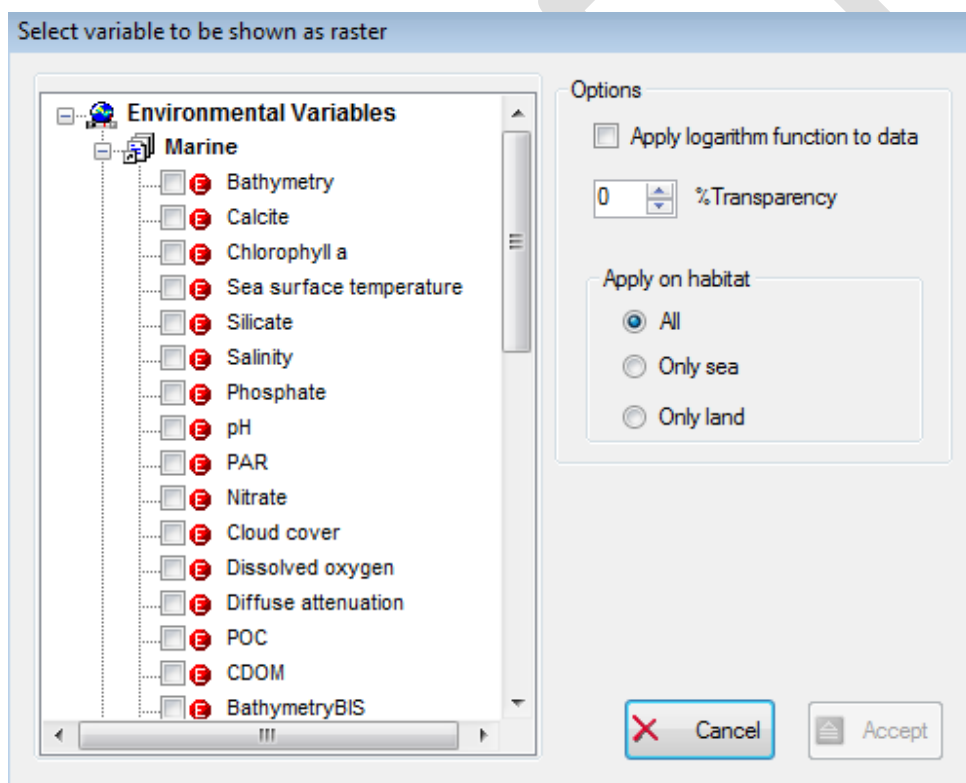 Select variable to be shown as raster
Environmental Variables
Marine
Bathymetry
Calcite
Chlorophyll a
Sea surface temperature
Silicate
Salinity
Phosphate
pH
PAR
Nitrate
Cloud cover
Dissolved oxygen
Diffuse attenuation
POC
CDOM
BathymetryBIS
Options
Apply logarithm function to data
0 %Transparency
Apply on habitat
All
Only sea
Only land
Cancel
Accept